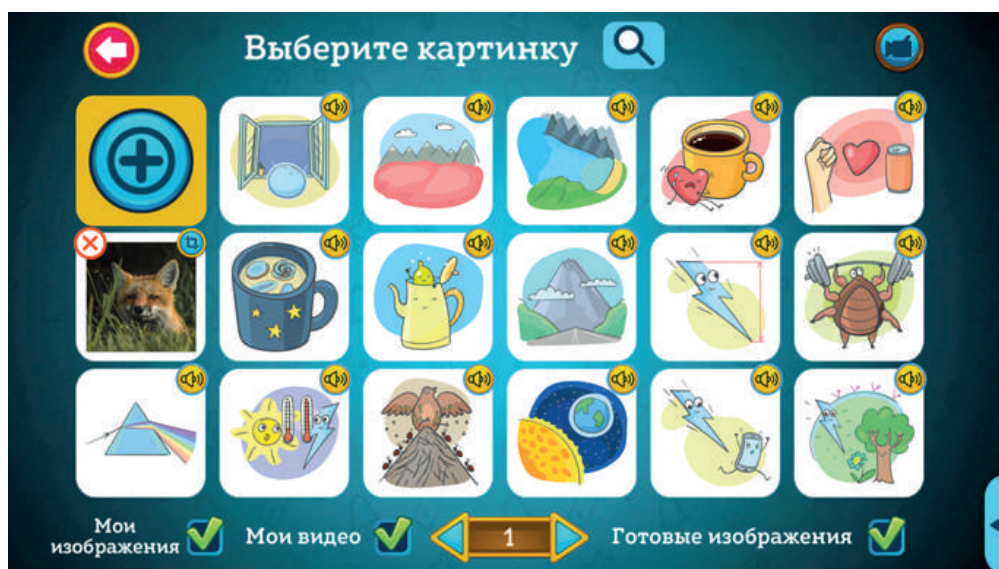 Выберите картинку
Мои
изображения
Мои видео
1
Готовые изображения